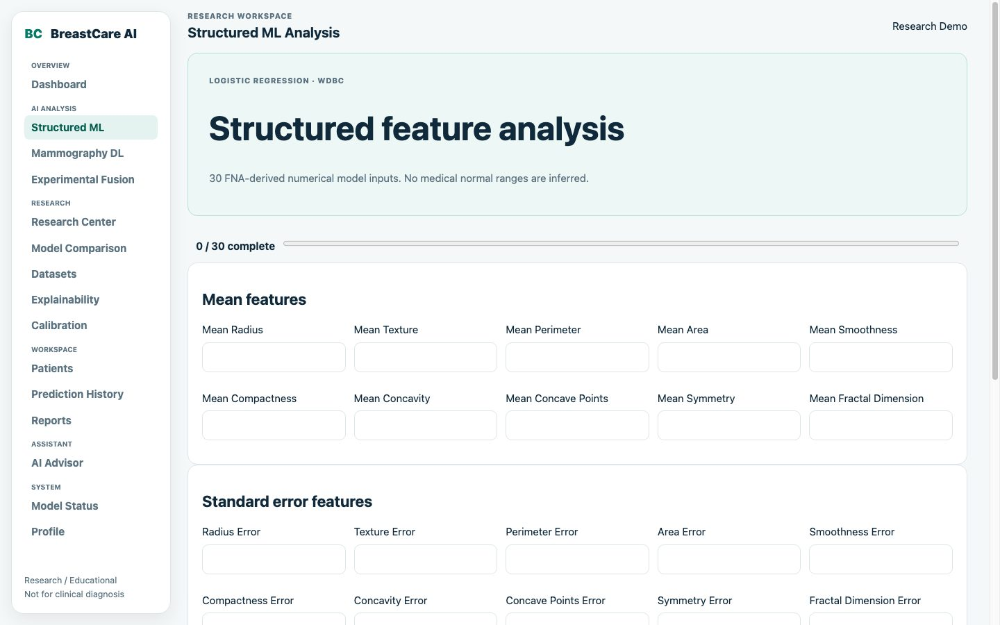 BC BreastCare AI
OVERVIEW
Dashboard
AI ANALYSIS
Structured ML
Mammography DL
Experimental Fusion
RESEARCH
Research Center
Model Comparison
Datasets
Explainability
Calibration
WORKSPACE
Patients
Prediction History
Reports
ASSISTANT
AI Advisor
SYSTEM
Model Status
Profile
Research / Educational
Not for clinical diagnosis
RESEARCH WORKSPACE
Structured ML Analysis
Research Demo
LOGISTIC REGRESSION · WDBC
Structured feature analysis
30 FNA-derived numerical model inputs. No medical normal ranges are inferred.
0 / 30 complete
Mean features
Mean Radius Mean Texture Mean Perimeter Mean Area Mean Smoothness
Mean Compactness Mean Concavity Mean Concave Points Mean Symmetry Mean Fractal Dimension
Standard error features
Radius Error Texture Error Perimeter Error Area Error Smoothness Error
Compactness Error Concavity Error Concave Points Error Symmetry Error Fractal Dimension Error